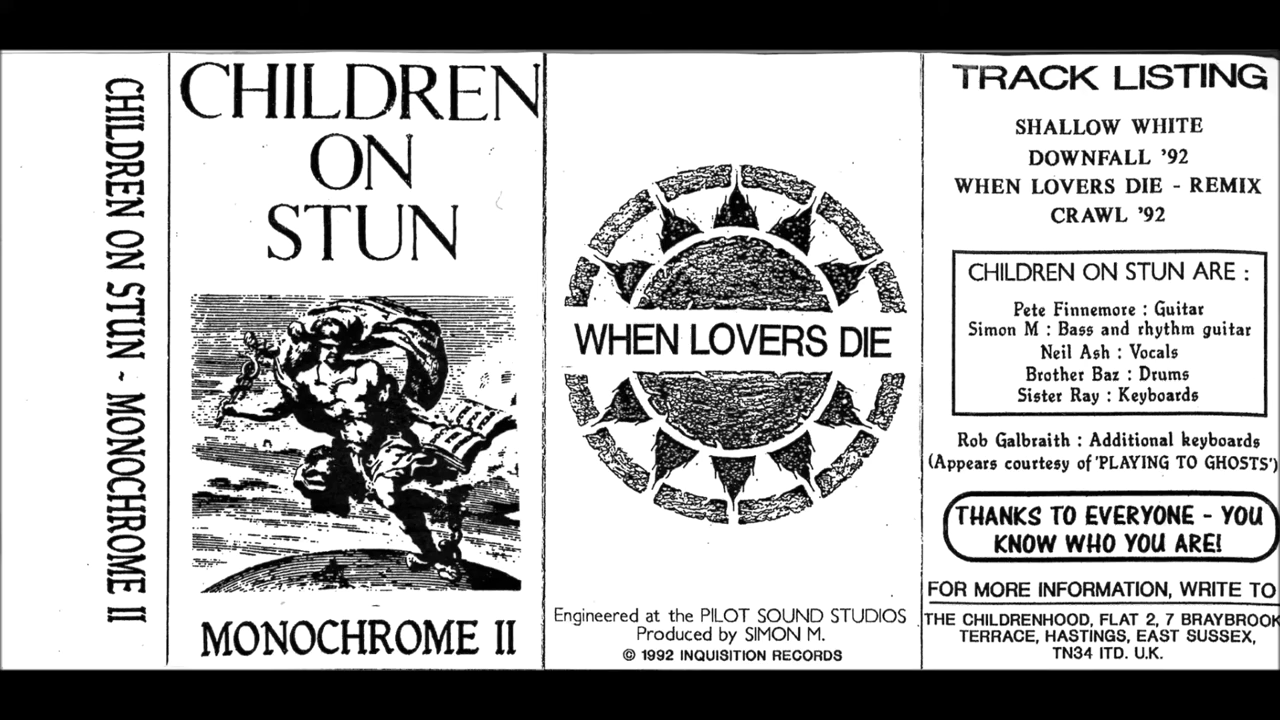 CHILDREN ON STUN ~ MONOCHROME II
CHILDREN
ON
STUN
MONOCHROME II
WHEN LOVERS DIE
Engineered at the PILOT SOUND STUDIOS
Produced by SIMON M.
© 1992 INQUISITION RECORDS
TRACK LISTING
SHALLOW WHITE
DOWNFALL '92
WHEN LOVERS DIE - REMIX
CRAWL '92
CHILDREN ON STUN ARE :
Pete Finnemore : Guitar
Simon M : Bass and rhythm guitar
Neil Ash : Vocals
Brother Baz : Drums
Sister Ray : Keyboards
Rob Galbraith : Additional keyboards
(Appears courtesy of 'PLAYING TO GHOSTS')
THANKS TO EVERYONE - YOU
KNOW WHO YOU ARE!
FOR MORE INFORMATION, WRITE TO
THE CHILDRENHOOD, FLAT 2, 7 BRAYBROOK
TERRACE, HASTINGS, EAST SUSSEX,
TN34 ITD. U.K.